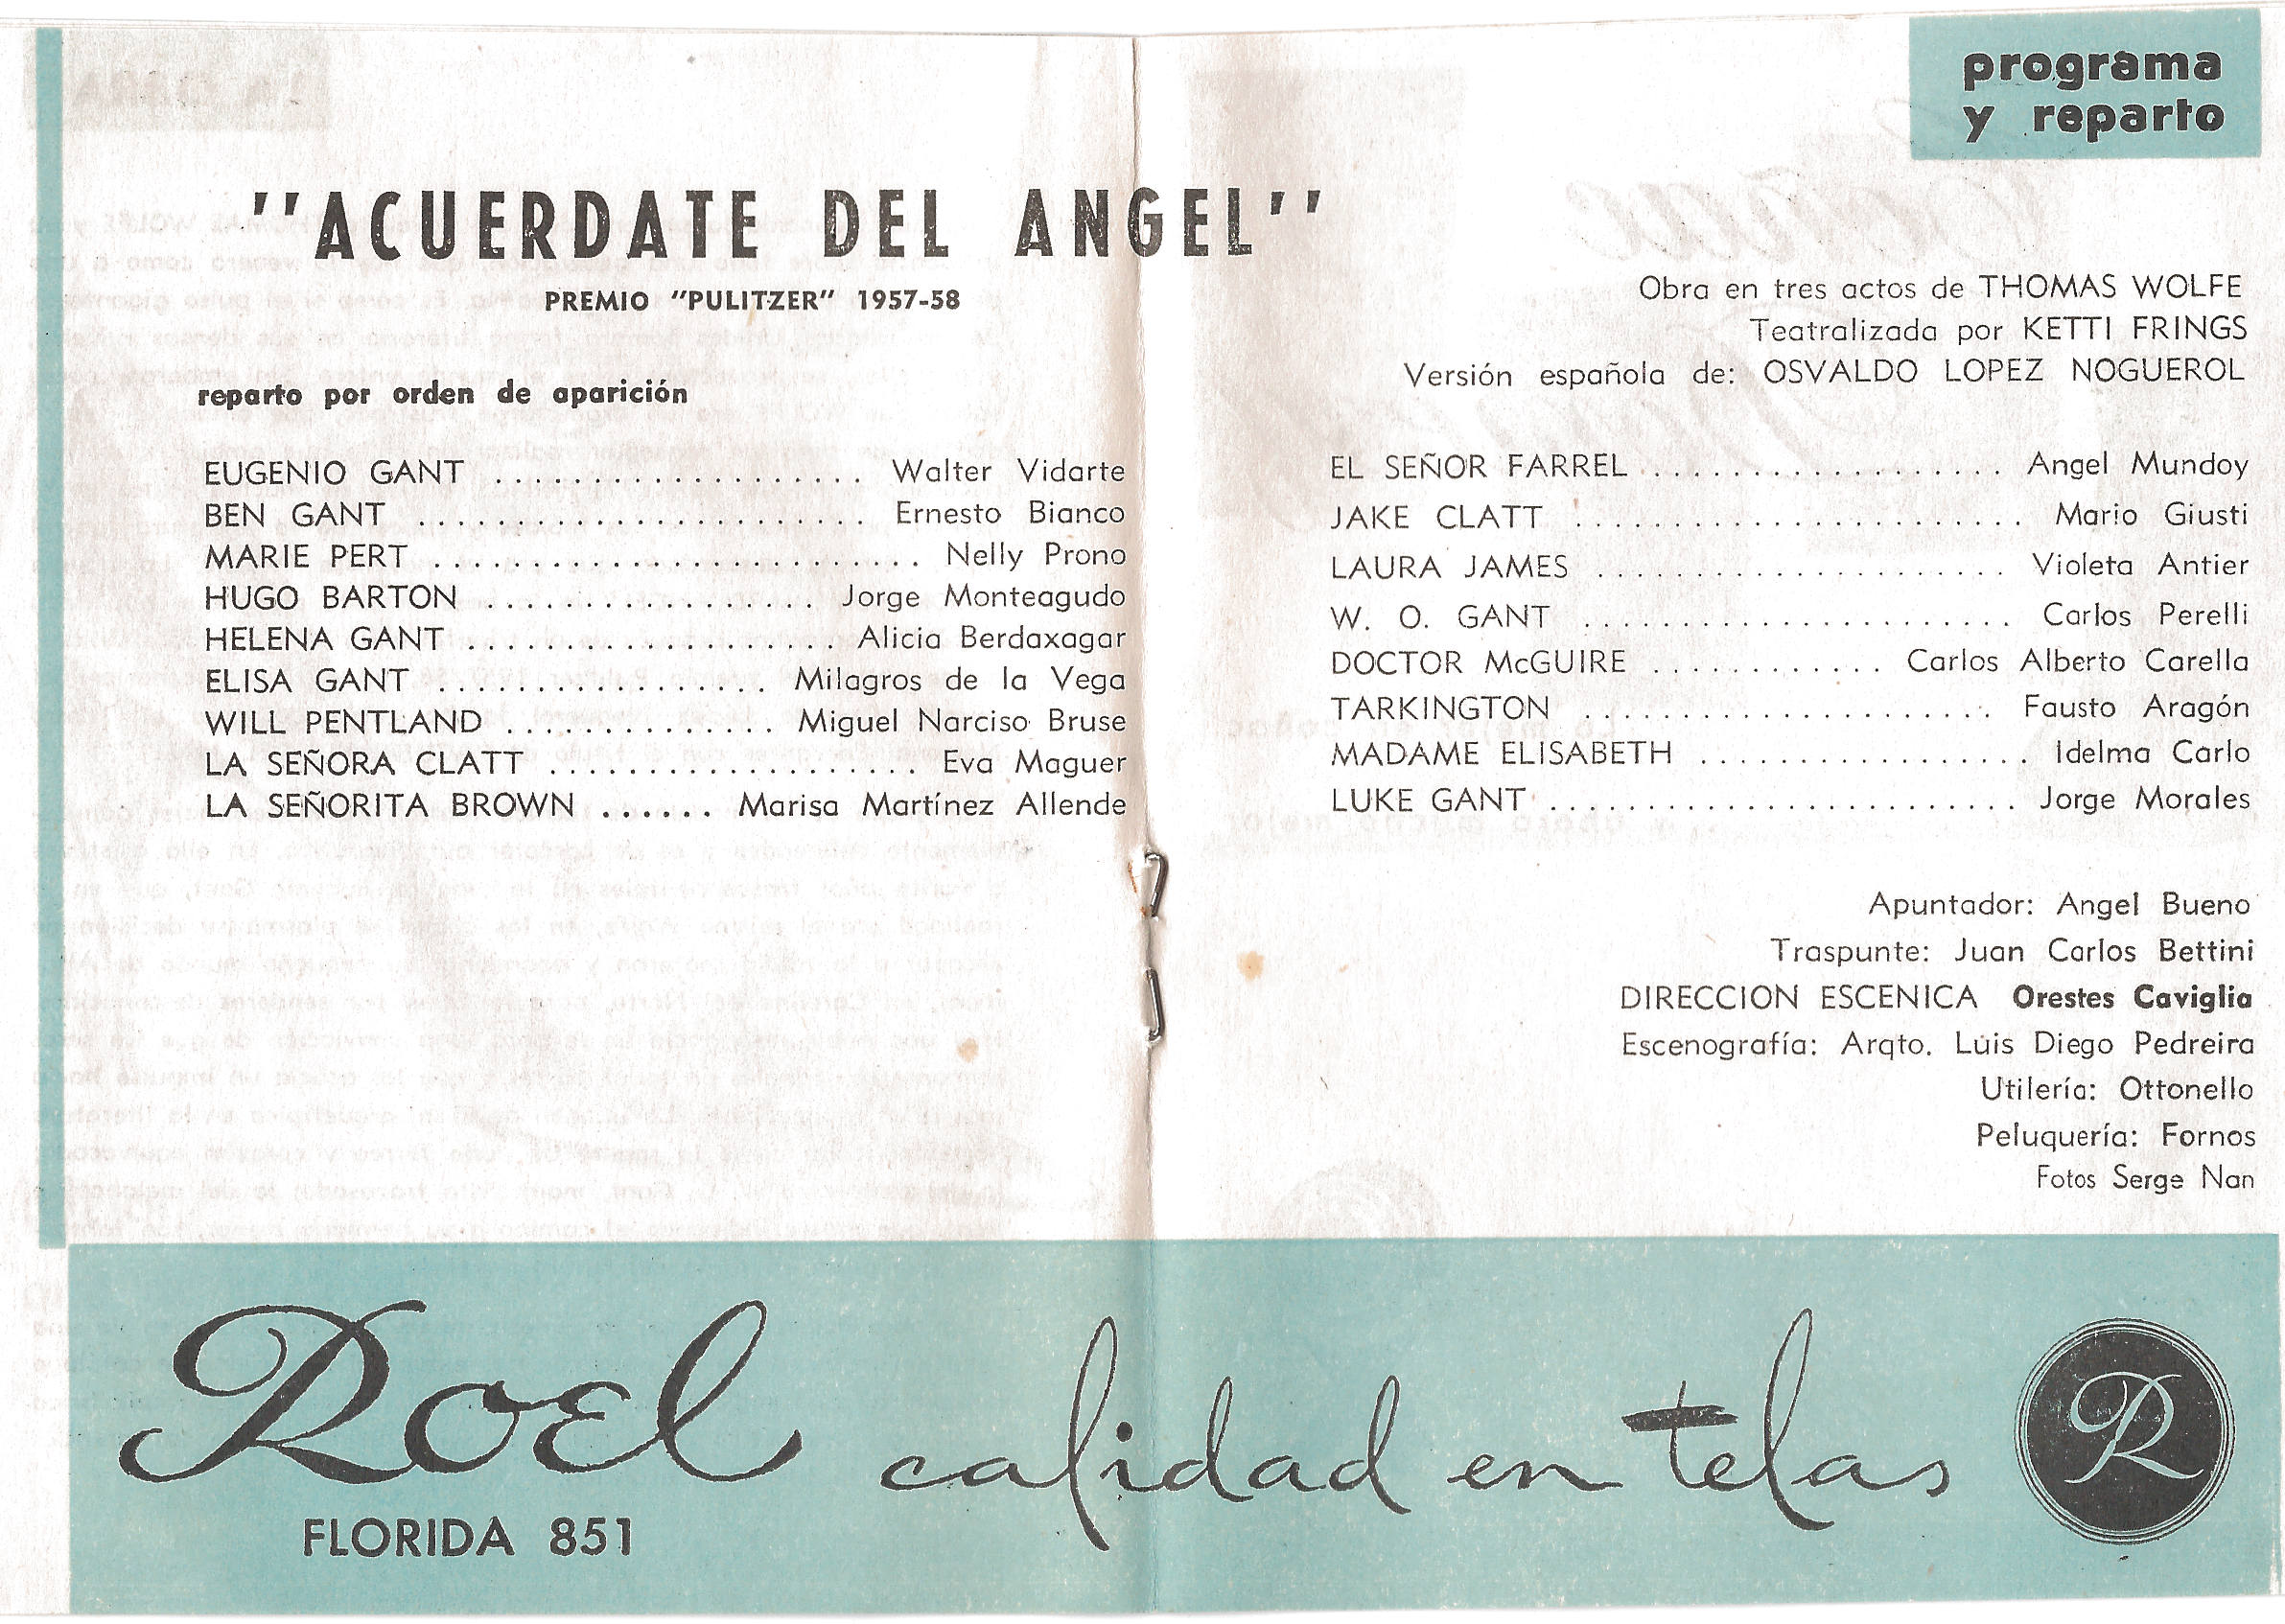 programa
y reparto
''ACUERDATE DEL ANGEL''
PREMIO "PULITZER" 1957-58
Obra en tres actos de THOMAS WOLFE
Teatralizada por KETTI FRINGS
Versión española de: OSVALDO LOPEZ NOGUEROL
reparto por orden de aparición
EUGENIO GANT ................... Walter Vidarte
BEN GANT ....................... Ernesto Bianco
MARIE PERT ......................... Nelly Prono
HUGO BARTON ................. Jorge Monteagudo
HELENA GANT ................... Alicia Berdaxagar
ELISA GANT ................. Milagros de la Vega
WILL PENTLAND .............. Miguel Narciso Bruse
LA SEÑORA CLATT ................... Eva Maguer
LA SEÑORITA BROWN ...... Marisa Martínez Allende
EL SEÑOR FARREL .................. Angel Mundoy
JAKE CLATT ....................... Mario Giusti
LAURA JAMES ..................... Violeta Antier
W. O. GANT ...................... Carlos Perelli
DOCTOR McGUIRE ............ Carlos Alberto Carella
TARKINGTON ..................... Fausto Aragón
MADAME ELISABETH ................. Idelma Carlo
LUKE GANT ........................ Jorge Morales
Apuntador: Angel Bueno
Traspunte: Juan Carlos Bettini
DIRECCION ESCENICA Orestes Caviglia
Escenografía: Arqto. Luis Diego Pedreira
Utilería: Ottonello
Peluquería: Fornos
Fotos Serge Nan
Roel calidad en telas
R
FLORIDA 851